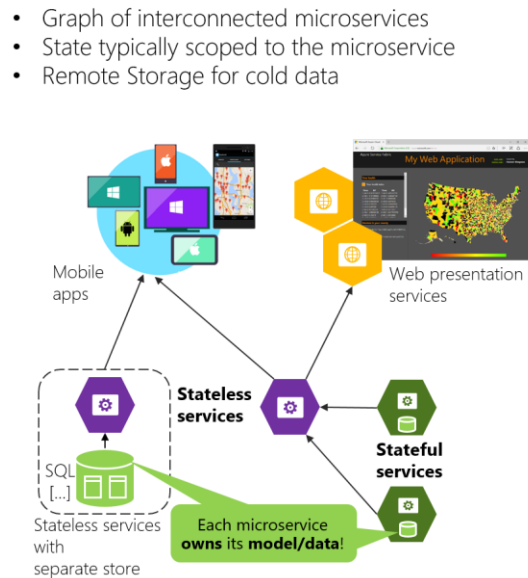 • Graph of interconnected microservices
• State typically scoped to the microservice
• Remote Storage for cold data
My Web Application
Mobile
apps
Web presentation
services
Stateless
services
Stateful
services
SQL
[...]
Stateless services
with
separate store
Each microservice
owns its model/data!